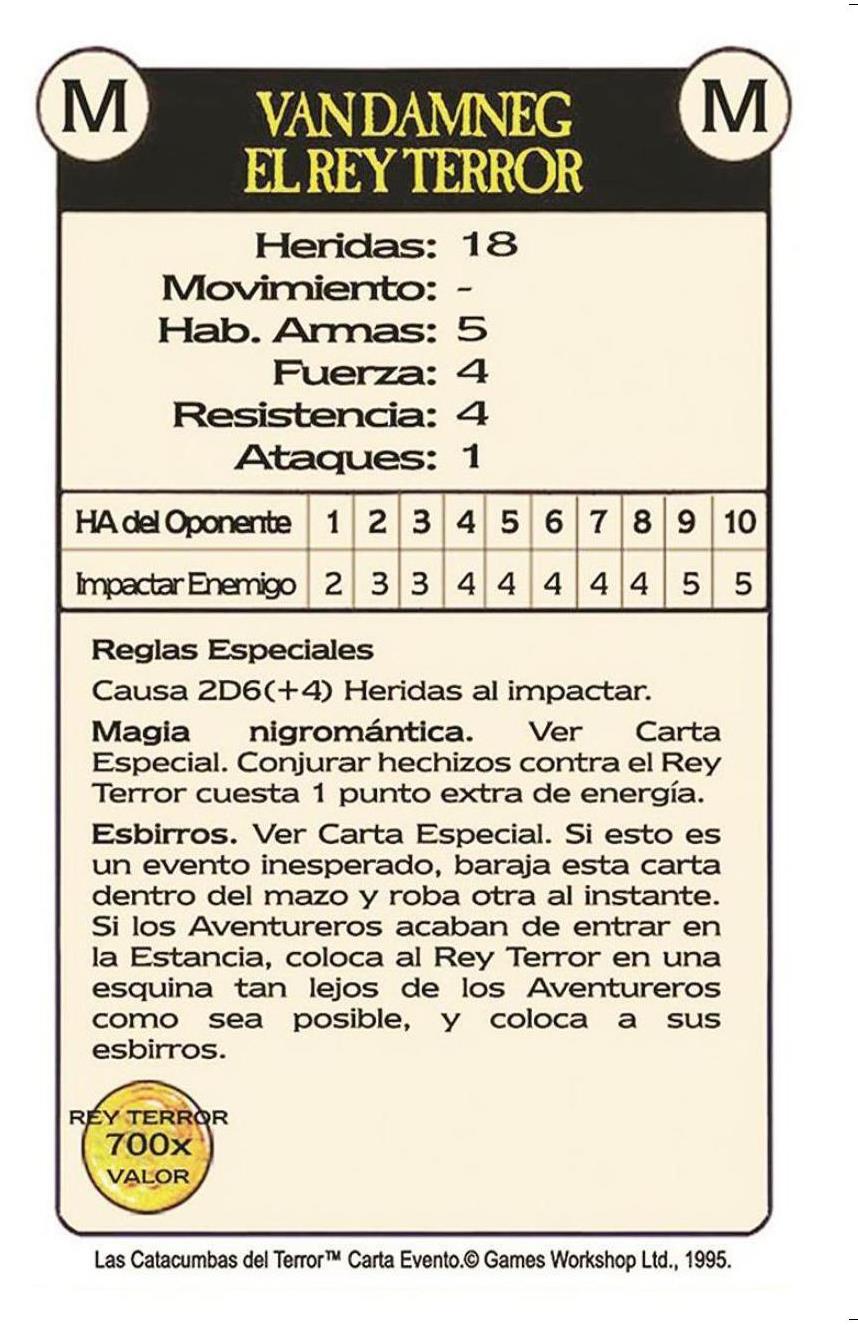 M
M
VAN DAMNEG
EL REY TERROR
Heridas: 18
Movimiento: -
Hab. Armas: 5
Fuerza: 4
Resistencia: 4
Ataques: 1
HA del Oponente 1 2 3 4 5 6 7 8 9 10
Impactar Enemigo 2 3 3 4 4 4 4 4 5 5
Reglas Especiales
Causa 2D6(+4) Heridas al impactar.
Magia nigromántica. Ver Carta
Especial. Conjurar hechizos contra el Rey
Terror cuesta 1 punto extra de energía.
Esbirros. Ver Carta Especial. Si esto es
un evento inesperado, baraja esta carta
dentro del mazo y roba otra al instante.
Si los Aventureros acaban de entrar en
la Estancia, coloca al Rey Terror en una
esquina tan lejos de los Aventureros
como sea posible, y coloca a sus
esbirros.
REY TERROR
700x
VALOR
Las Catacumbas del Terror™ Carta Evento.© Games Workshop Ltd., 1995.